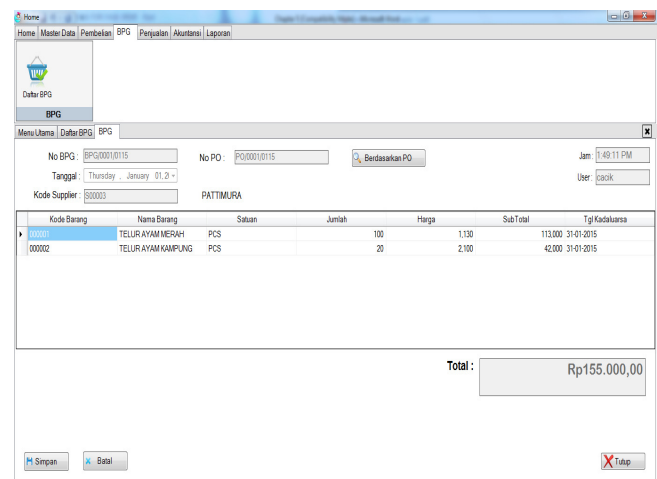 Home
Home Master Data Pembelian BPG Penjualan Akuntansi Laporan
Daftar BPG
BPG
Menu Utama Daftar BPG BPG
No BPG : BPG/0001/0115 No PO : PO/0001/0115 Berdasarkan PO Jam : 1:49:11 PM
Tanggal : Thursday , January 01, User : cacik
Kode Supplier : S00003 PATTIMURA
Kode Barang Nama Barang Satuan Jumlah Harga SubTotal Tgl Kadaluarsa
000001 TELUR AYAM MERAH PCS 100 1,130 113,000 31-01-2015
000002 TELUR AYAM KAMPUNG PCS 20 2,100 42,000 31-01-2015
Total : Rp155.000,00
Simpan Batal Tutup